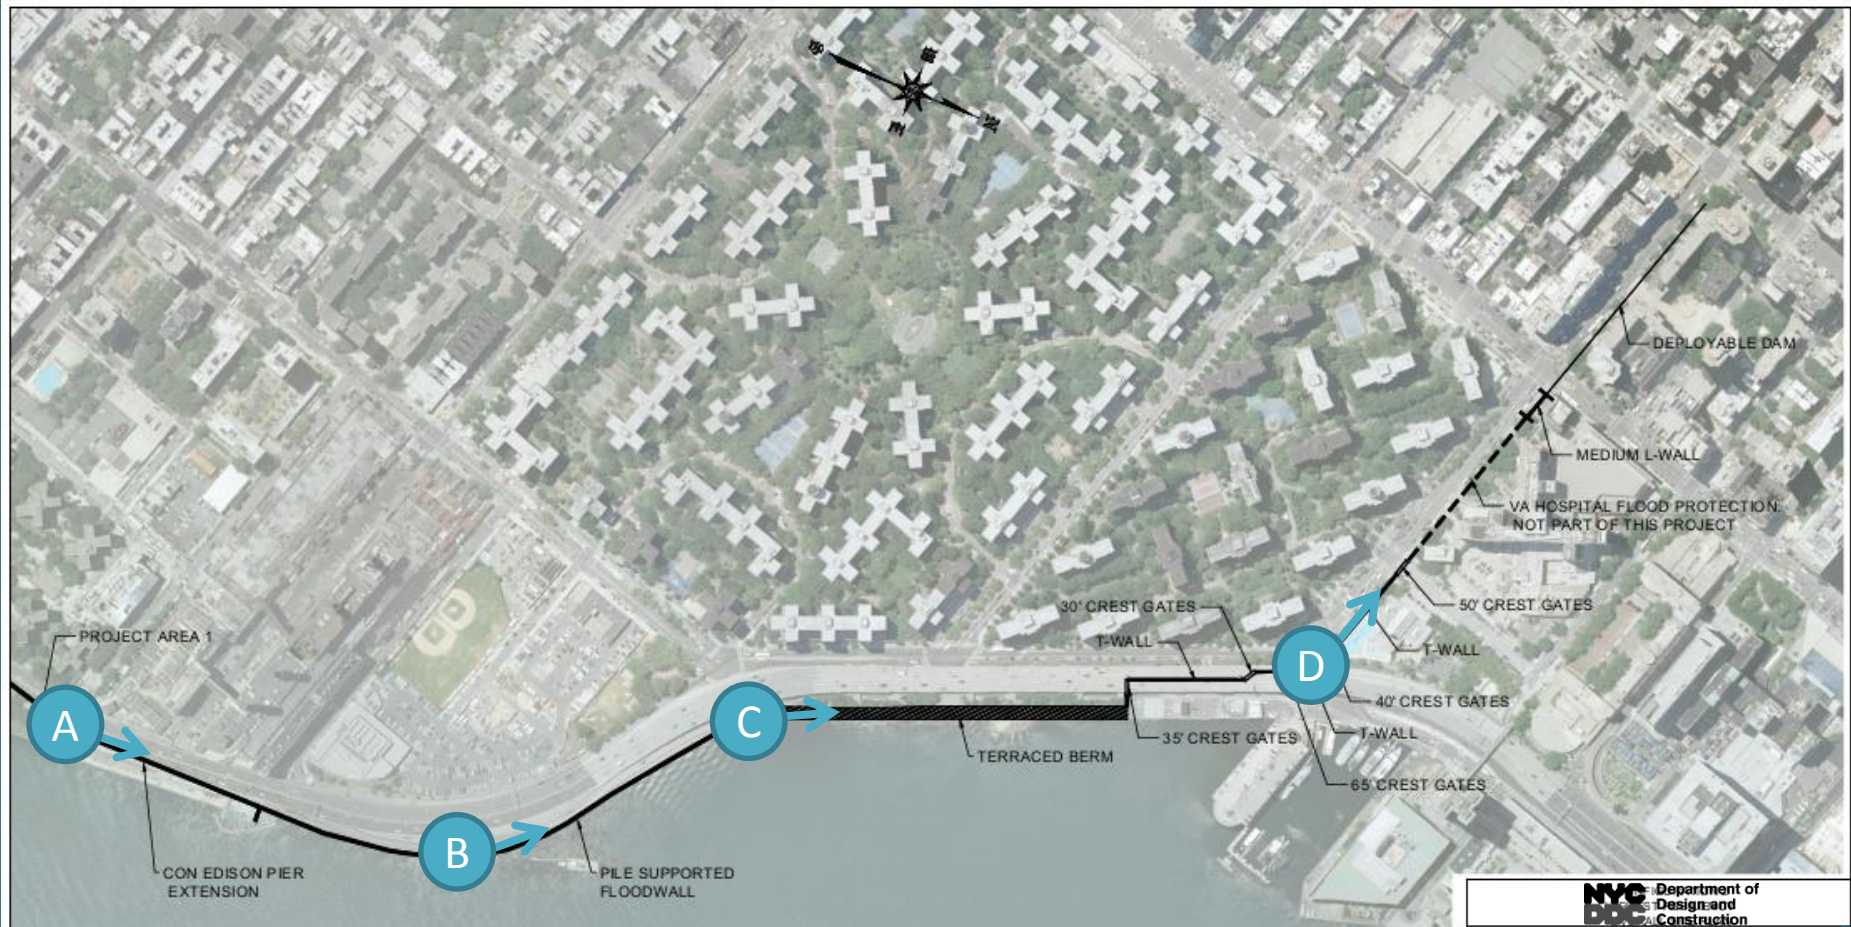 S
W
E
N
DEPLOYABLE DAM
MEDIUM L-WALL
VA HOSPITAL FLOOD PROTECTION:
NOT PART OF THIS PROJECT
30' CREST GATES
50' CREST GATES
PROJECT AREA 1
T-WALL
T-WALL
D
40' CREST GATES
A
C
35' CREST GATES
T-WALL
TERRACED BERM
65' CREST GATES
B
CON EDISON PIER
EXTENSION
PILE SUPPORTED
FLOODWALL
NYC
DDC
Department of
Design and
Construction